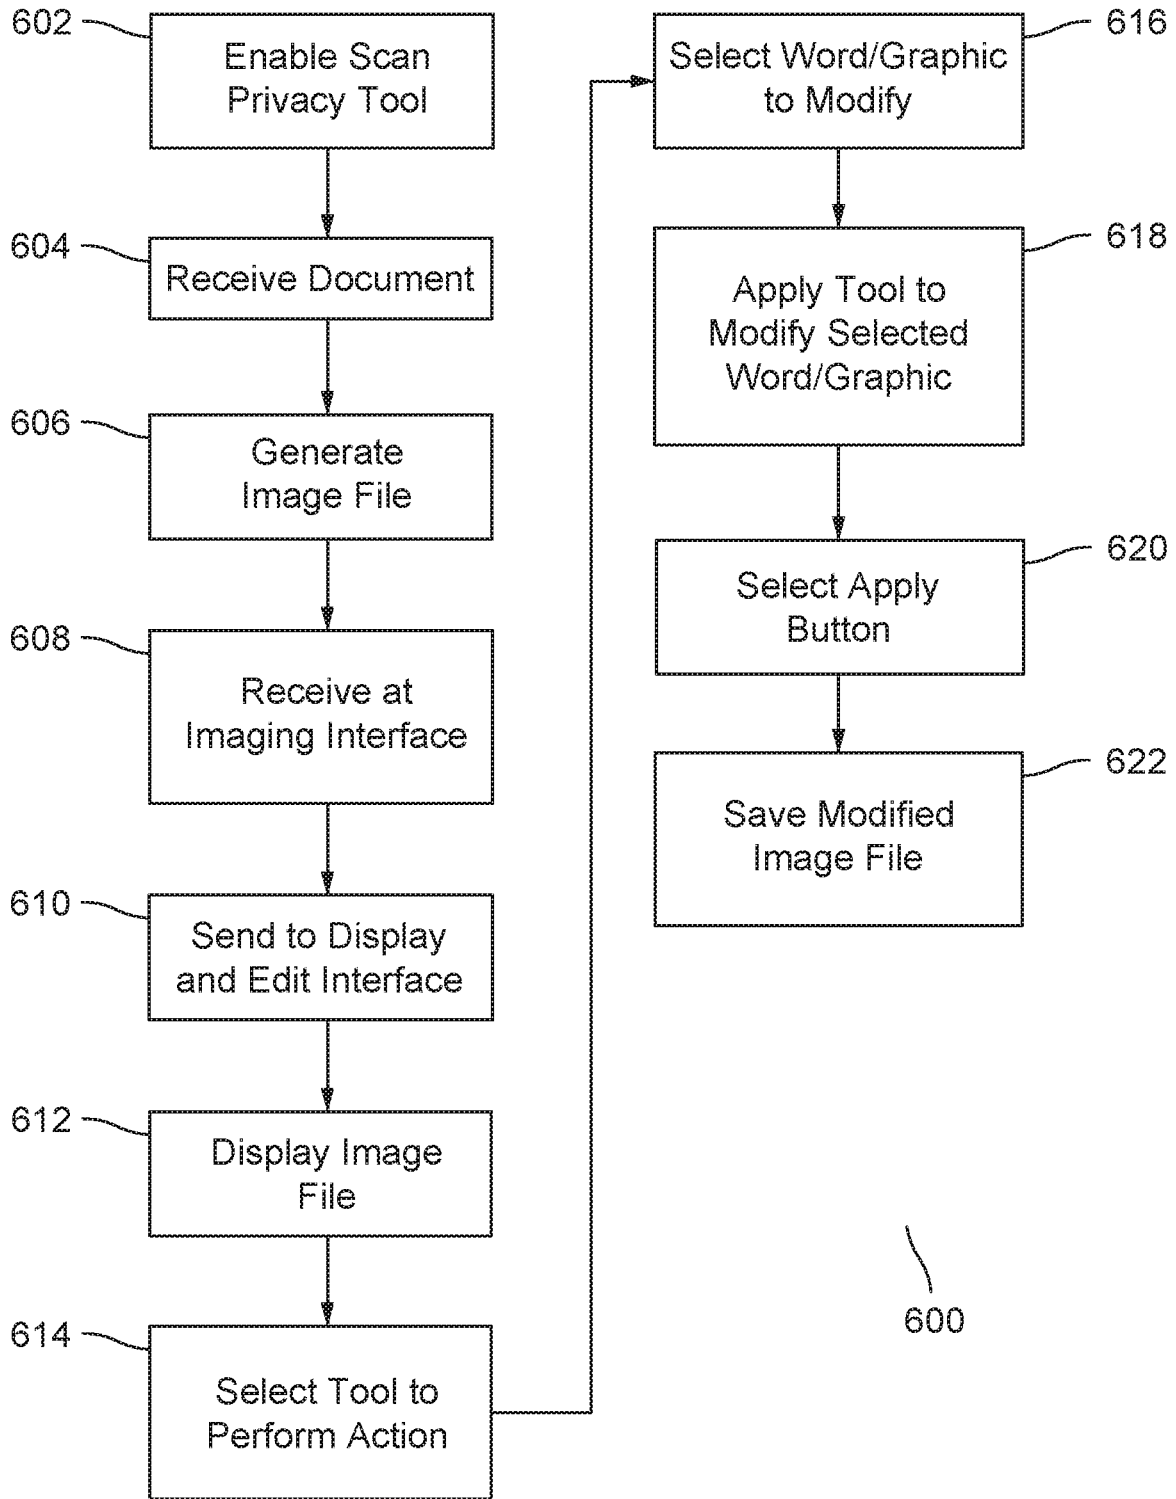 602
Enable Scan
Privacy Tool
604
Receive Document
606
Generate
Image File
608
Receive at
Imaging Interface
610
Send to Display
and Edit Interface
612
Display Image
File
614
Select Tool to
Perform Action
616
Select Word/Graphic
to Modify
618
Apply Tool to
Modify Selected
Word/Graphic
620
Select Apply
Button
622
Save Modified
Image File
600